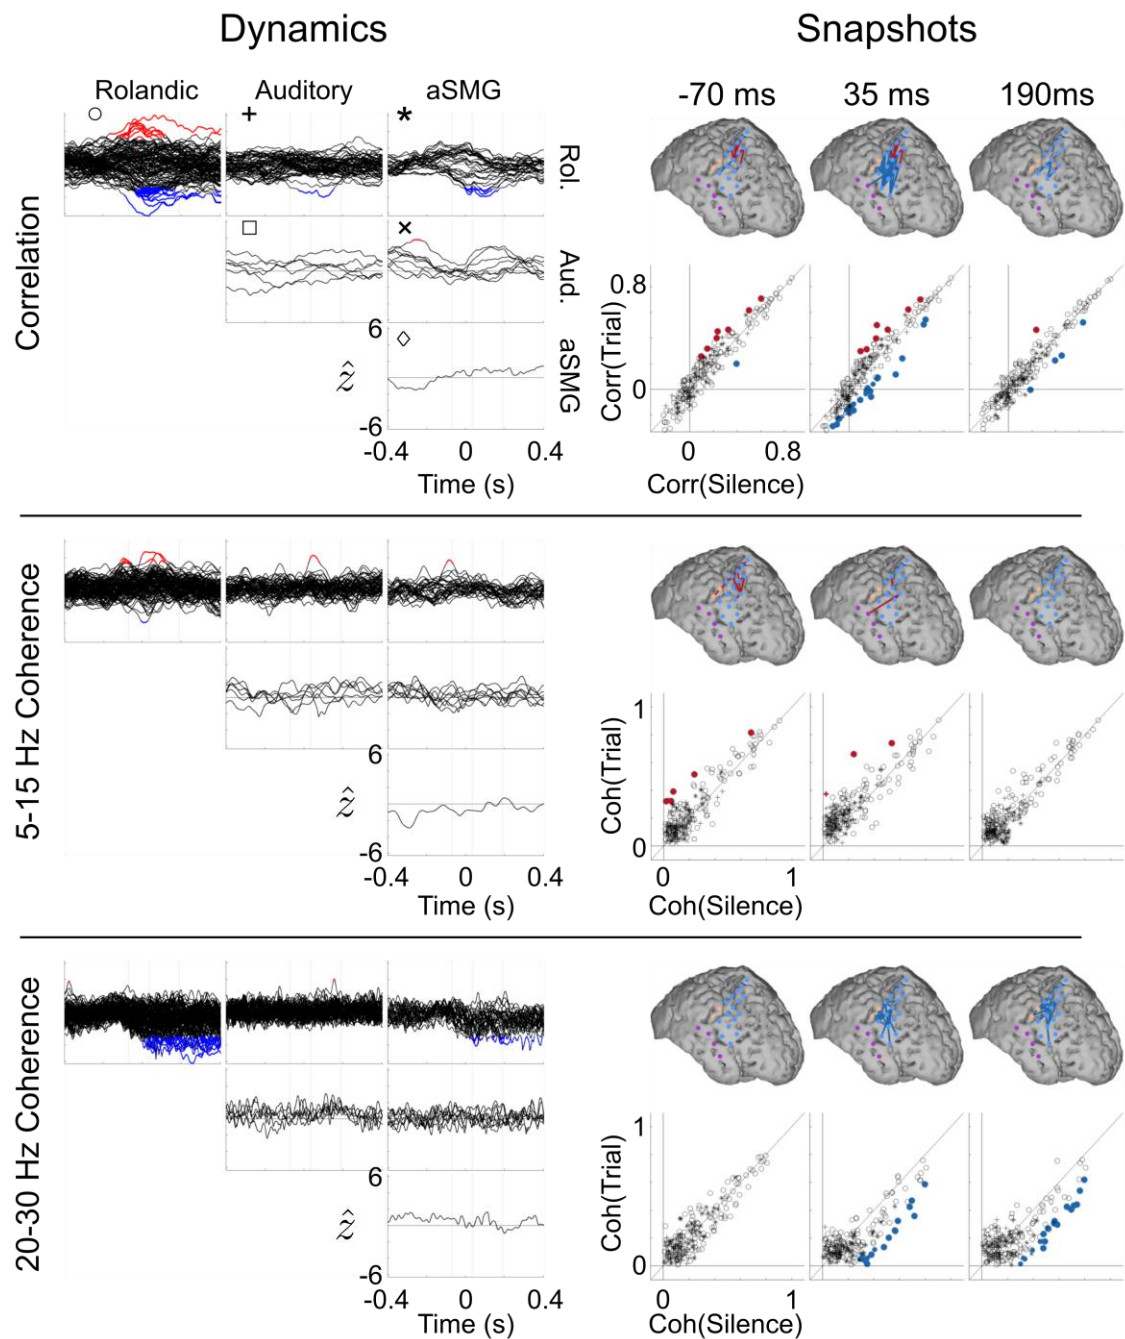 Dynamics
Snapshots
Rolandic
Auditory
aSMG
-70 ms
35 ms
190ms
Correlation
Rol.
Aud.
aSMG
6
ẑ
-6
-0.4
0
0.4
Time (s)
0.8
Corr(Trial)
0
0
0.8
Corr(Silence)
5-15 Hz Coherence
6
ẑ
-6
-0.4
0
0.4
Time (s)
1
Coh(Trial)
0
0
1
Coh(Silence)
20-30 Hz Coherence
6
ẑ
-6
-0.4
0
0.4
Time (s)
1
Coh(Trial)
0
0
1
Coh(Silence)